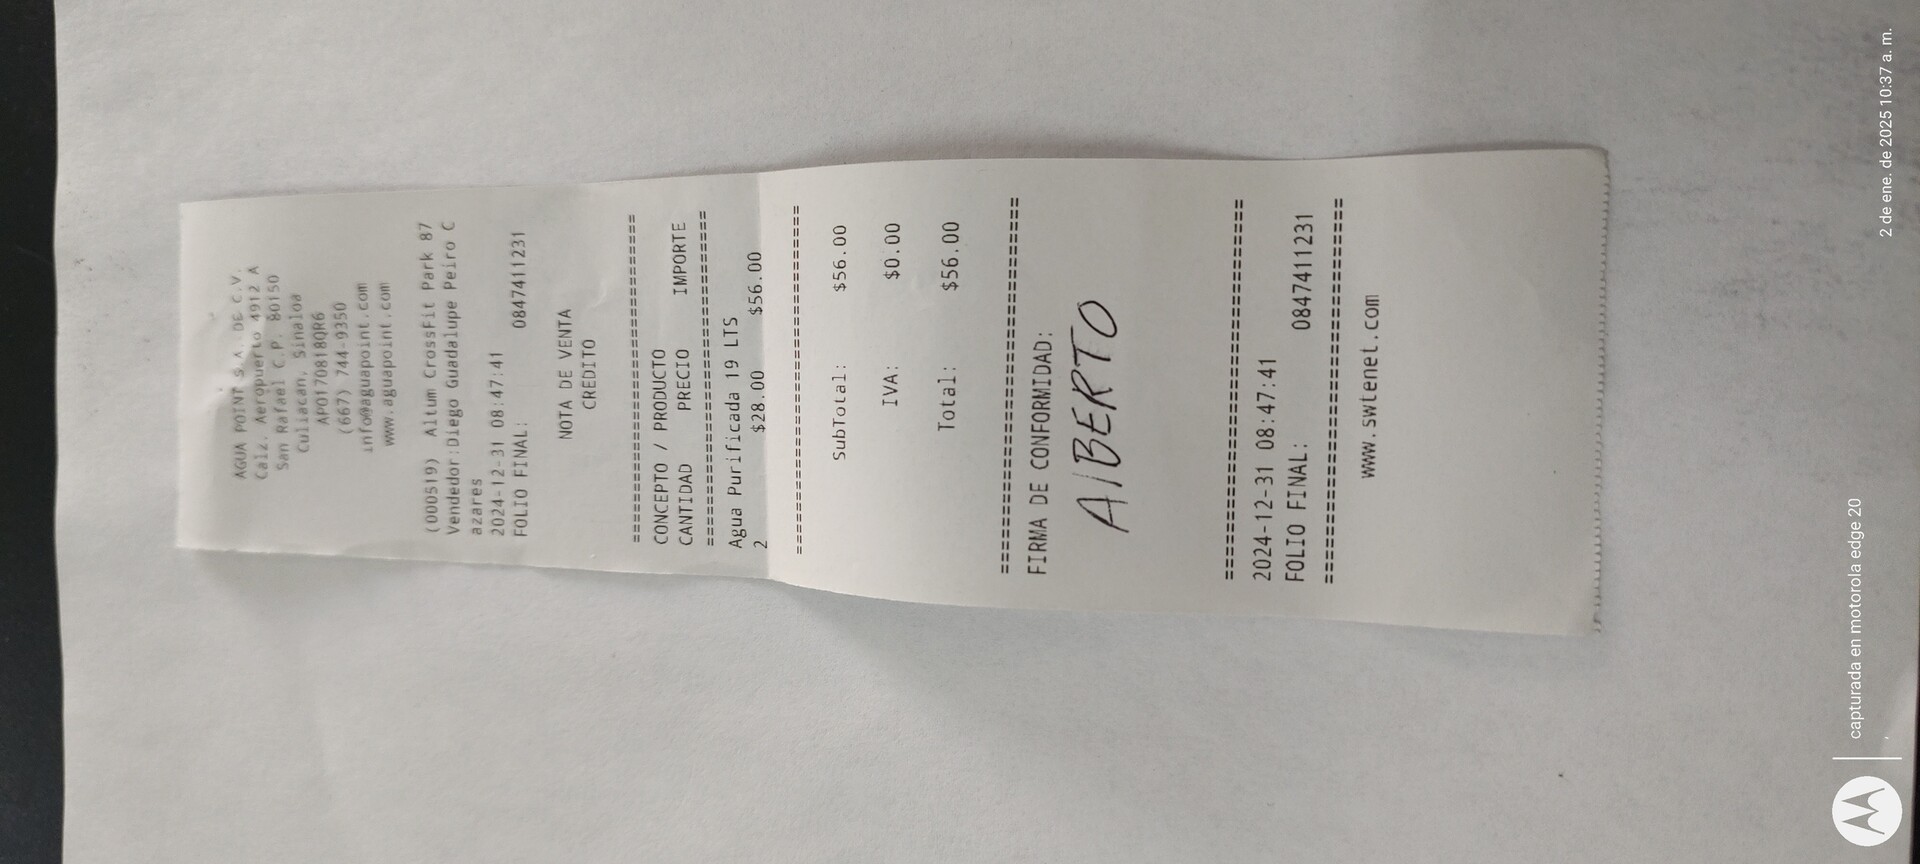 AGUA POINT S.A. DE C.V.
Calz. Aeropuerto 4912 A
San Rafael C.P. 80150
Culiacan, Sinaloa
APO170818QR6
(667) 744-9350
info@aguapoint.com
www.aguapoint.com
(000519) Altum CrossFit Park 87
Vendedor:Diego Guadalupe Peiro C
azares
2024-12-31 08:47:41
FOLIO FINAL: 0847411231
NOTA DE VENTA
CREDITO
================================
CONCEPTO / PRODUCTO
CANTIDAD PRECIO IMPORTE
================================
Agua Purificada 19 LTS
2 $28.00 $56.00
================================
SubTotal: $56.00
IVA: $0.00
Total: $56.00
================================
FIRMA DE CONFORMIDAD:
AlBERTO
================================
2024-12-31 08:47:41
FOLIO FINAL: 0847411231
================================
www.swtenet.com
capturada en motorola edge 20
2 de ene. de 2025 10:37 a. m.